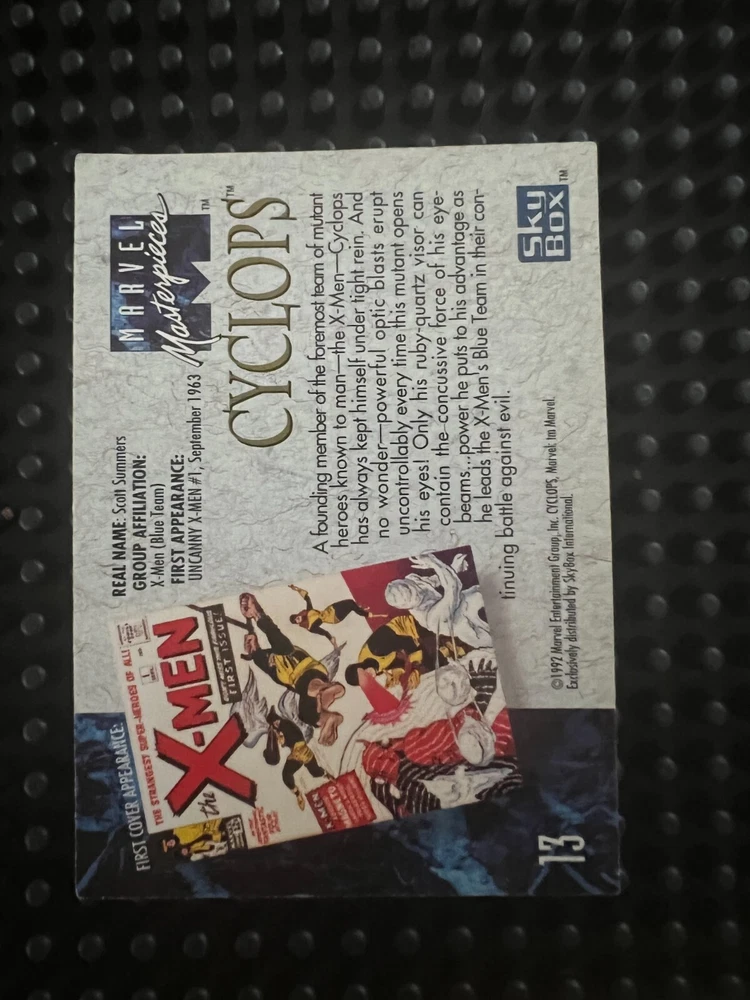 FIRST COVER APPEARANCE:
THE STRANGEST SUPER-HEROES OF ALL!
the X-MEN
FIRST ISSUE!
X-MEN
MAGNETO
REAL NAME: Scott Summers
GROUP AFFILIATION:
X-Men (Blue Team)
FIRST APPEARANCE:
UNCANNY X-MEN #1, September 1963
MARVEL
Masterpieces™
CYCLOPS™
A founding member of the foremost team of mutant
heroes known to man—the X-Men—Cyclops
has always kept himself under tight rein. And
no wonder—powerful optic blasts erupt
uncontrollably every time this mutant opens
his eyes! Only his ruby-quartz visor can
contain the concussive force of his eye-
beams...power he puts to his advantage as
he leads the X-Men's Blue Team in their con-
tinuing battle against evil.
©1992 Marvel Entertainment Group, Inc. CYCLOPS, Marvel: tm Marvel.
Exclusively distributed by SkyBox International.
SKY
BOX™
13